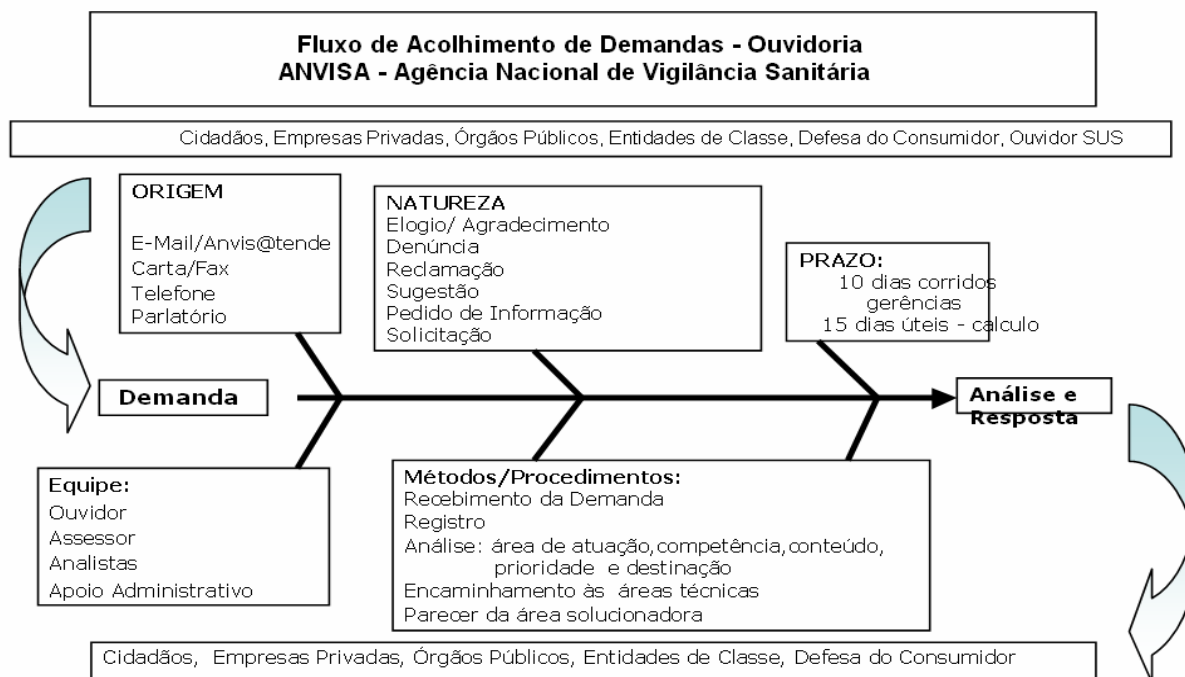 Fluxo de Acolhimento de Demandas - Ouvidoria
ANVISA - Agência Nacional de Vigilância Sanitária
Cidadãos, Empresas Privadas, Órgãos Públicos, Entidades de Classe, Defesa do Consumidor, Ouvidor SUS
ORIGEM
E-Mail/Anvis@tende
Carta/Fax
Telefone
Parlatório
NATUREZA
Elogio/ Agradecimento
Denúncia
Reclamação
Sugestão
Pedido de Informação
Solicitação
PRAZO:
10 dias corridos
gerências
15 dias úteis - calculo
Demanda
Análise e
Resposta
Equipe:
Ouvidor
Assessor
Analistas
Apoio Administrativo
Métodos/Procedimentos:
Recebimento da Demanda
Registro
Análise: área de atuação,competência,conteúdo,
prioridade e destinação
Encaminhamento às áreas técnicas
Parecer da área solucionadora
Cidadãos, Empresas Privadas, Órgãos Públicos, Entidades de Classe, Defesa do Consumidor